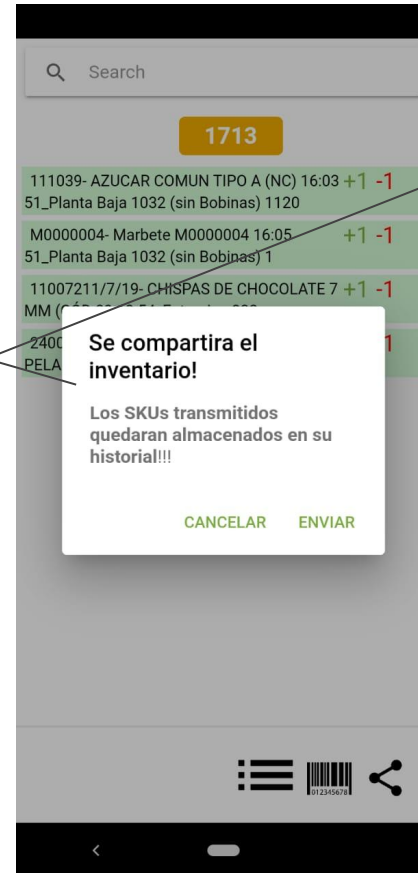 Search
1713
111039- AZUCAR COMUN TIPO A (NC) 16:03 +1 -1
51_Planta Baja 1032 (sin Bobinas) 1120
M0000004- Marbete M0000004 16:05 +1 -1
51_Planta Baja 1032 (sin Bobinas) 1
11007211/7/19- CHISPAS DE CHOCOLATE 7 +1 -1
MM (
2400
PELA
Se compartira el
inventario!
Los SKUs transmitidos
quedaran almacenados en su
historial!!!
CANCELAR ENVIAR
012345678